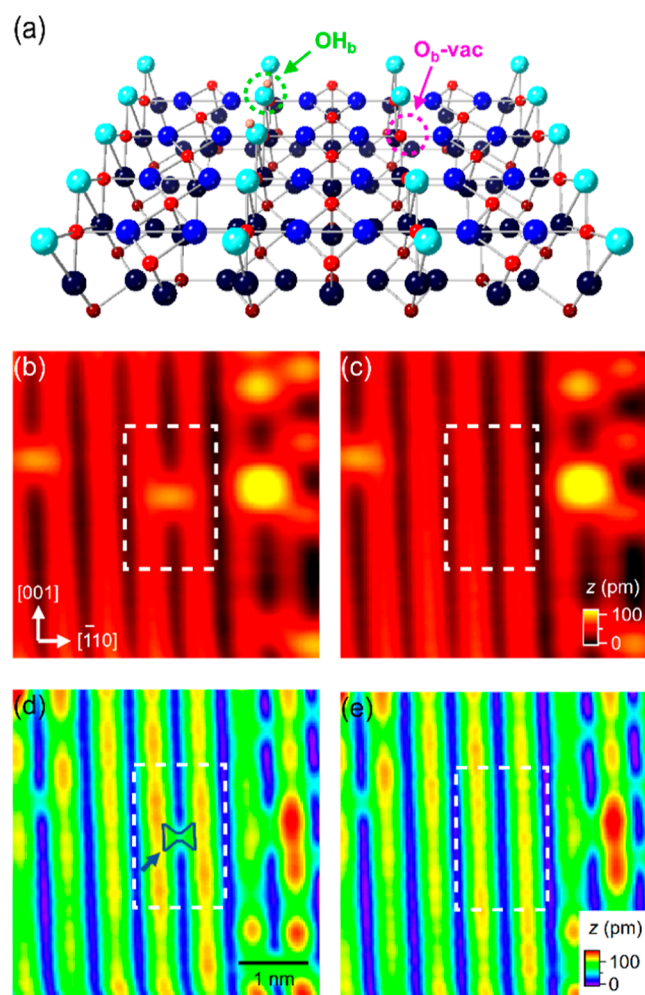 (a)
OHb
Ob-vac
(b)
(c)
[001]
[1̄10]
z (pm)
100
0
(d)
(e)
1 nm
z (pm)
100
0